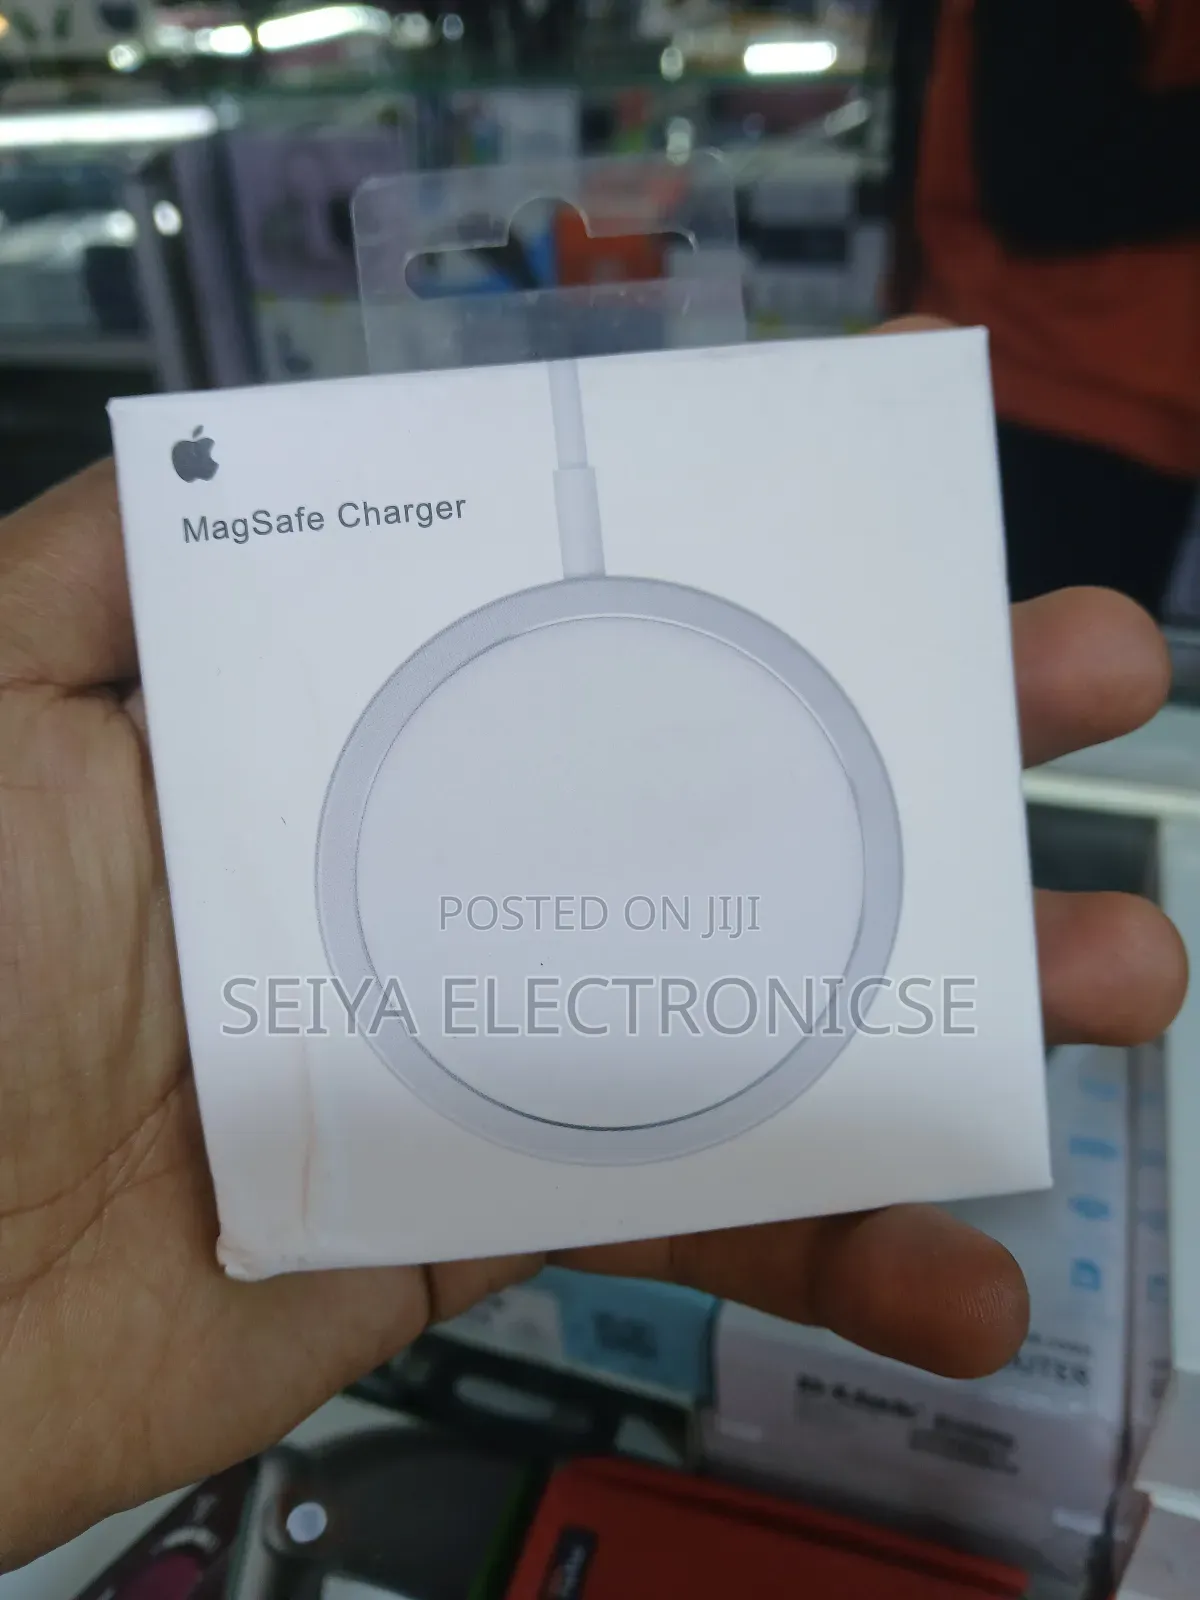 MagSafe Charger
POSTED ON JIJI
SEIYA ELECTRONICSE